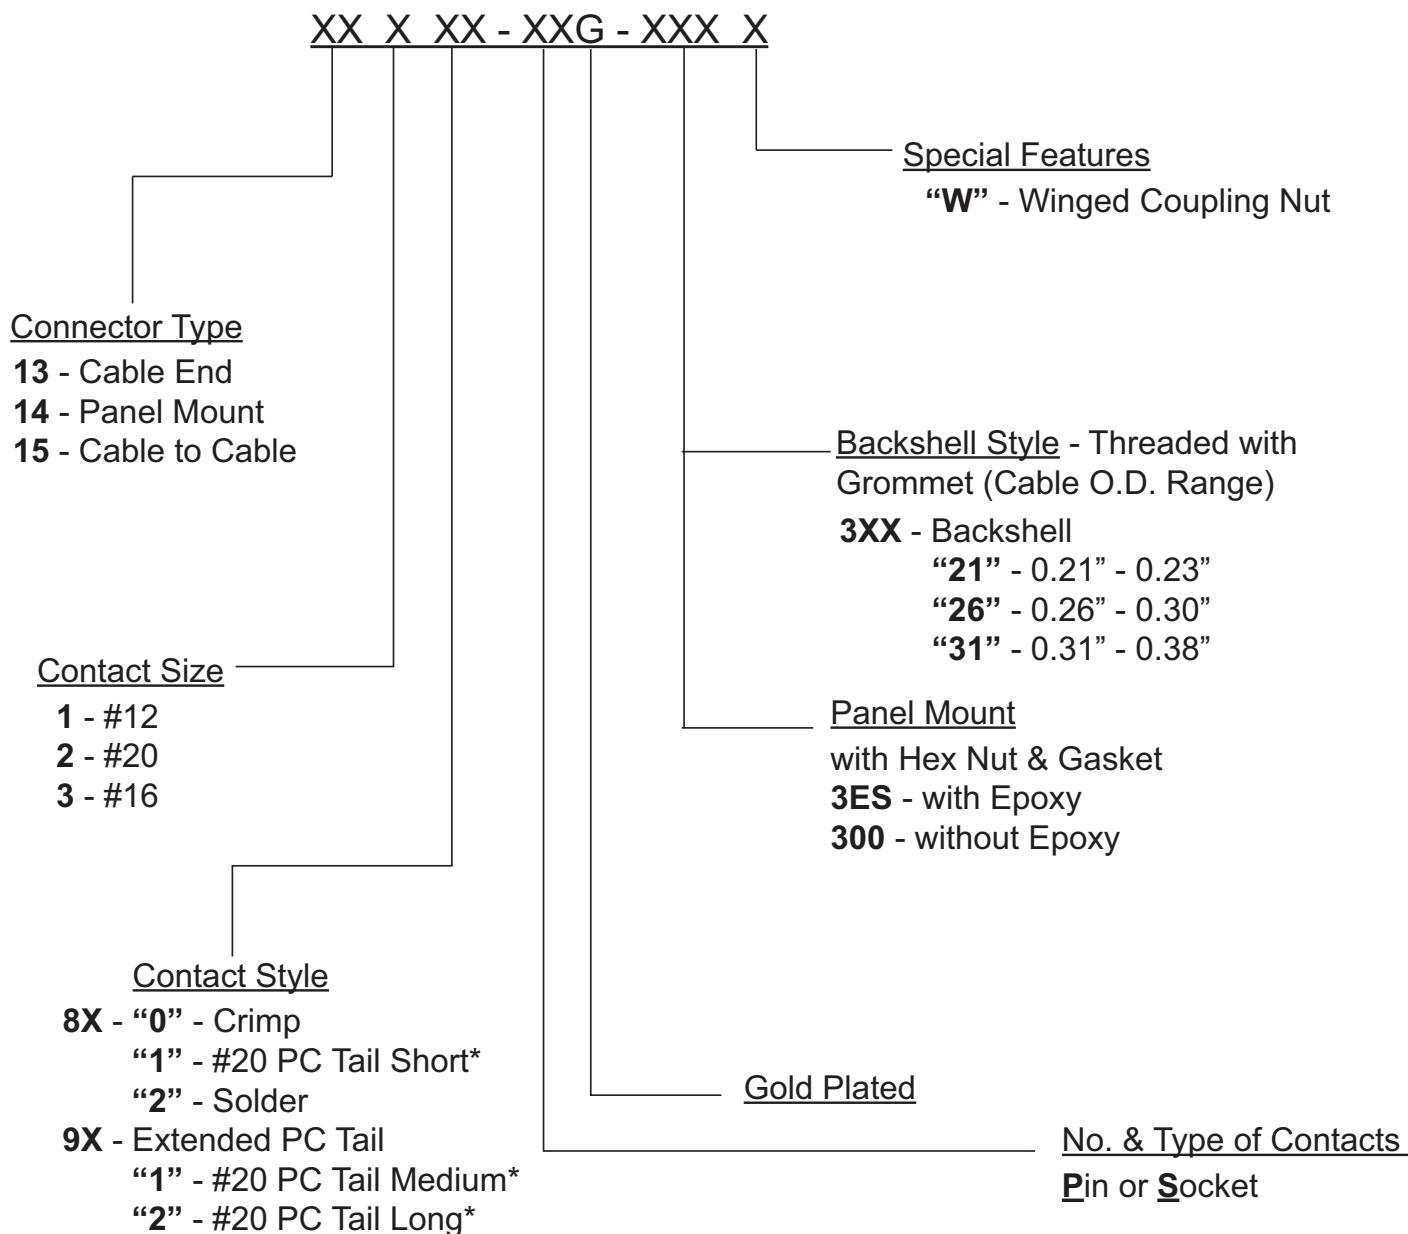 XX X XX - XXG - XXX X
Special Features
“W” - Winged Coupling Nut
Connector Type
13 - Cable End
14 - Panel Mount
15 - Cable to Cable
Backshell Style - Threaded with
Grommet (Cable O.D. Range)
3XX - Backshell
“21” - 0.21” - 0.23”
“26” - 0.26” - 0.30”
“31” - 0.31” - 0.38”
Contact Size
1 - #12
2 - #20
3 - #16
Panel Mount
with Hex Nut & Gasket
3ES - with Epoxy
300 - without Epoxy
Contact Style
8X - “0” - Crimp
“1” - #20 PC Tail Short*
“2” - Solder
9X - Extended PC Tail
“1” - #20 PC Tail Medium*
“2” - #20 PC Tail Long*
Gold Plated
No. & Type of Contacts
Pin or Socket